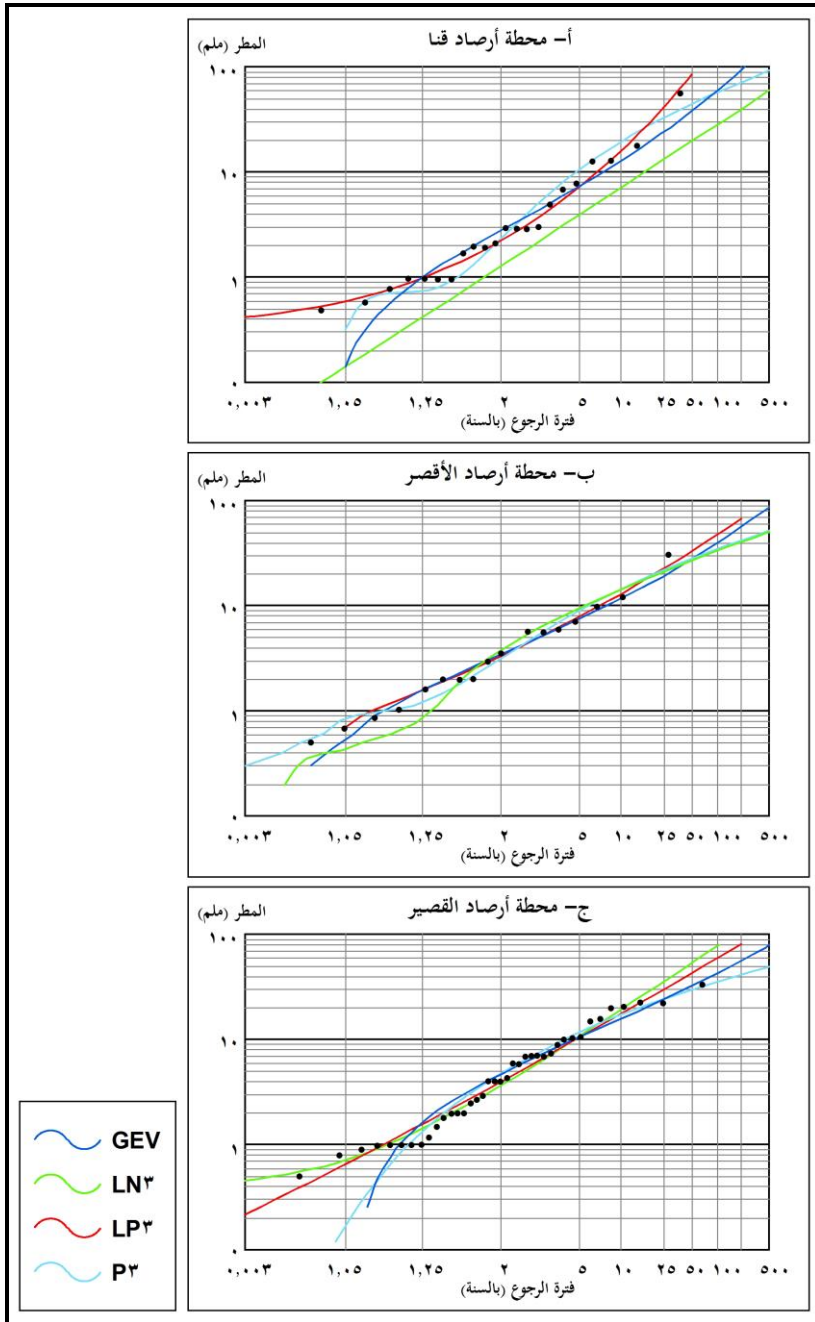 أ- محطة أرصاد قنا
المطر (ملم)
١٠٠
١٠
١
٠
٠,٠٠٣ ١,٠٥ ١,٢٥ ٢ ٥ ١٠ ٢٥ ٥٠ ١٠٠ ٥٠٠
فترة الرجوع (بالسنة)
ب- محطة أرصاد الأقصر
المطر (ملم)
١٠٠
١٠
١
٠
٠,٠٠٣ ١,٠٥ ١,٢٥ ٢ ٥ ١٠ ٢٥ ٥٠ ١٠٠ ٥٠٠
فترة الرجوع (بالسنة)
ج- محطة أرصاد القصير
المطر (ملم)
١٠٠
١٠
١
٠
٠,٠٠٣ ١,٠٥ ١,٢٥ ٢ ٥ ١٠ ٢٥ ٥٠ ١٠٠ ٥٠٠
فترة الرجوع (بالسنة)
GEV
LN٣
LP٣
P٣